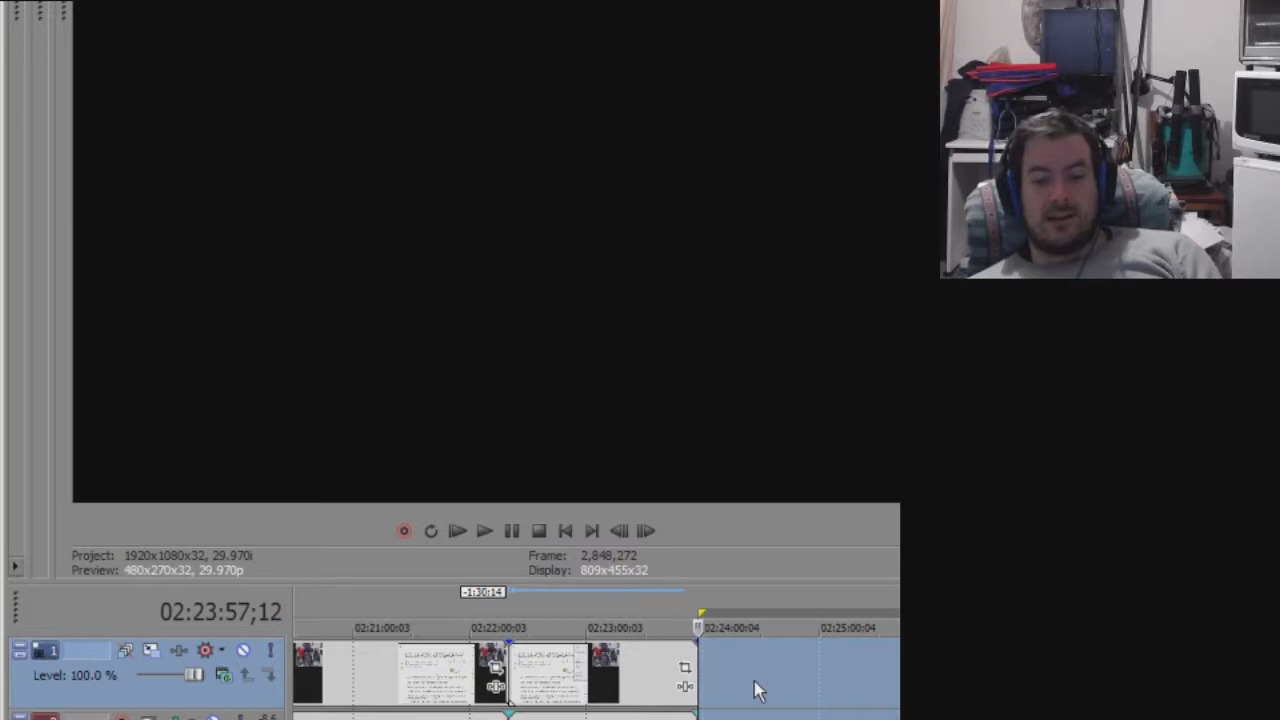 Project: 1920x1080x32, 29.970i
Frame: 2,848,272
Preview: 480x270x32, 29.970p
Display: 809x455x32
-1:30;14
02:23:57;12
02:21:00:03
02:22:00:03
02:23:00:03
02:24:00:04
02:25:00:04
1
Level: 100.0 %